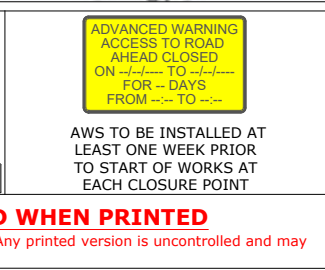 ADVANCED WARNING
ACCESS TO ROAD
AHEAD CLOSED
ON --/--/---- TO --/--/----
FOR -- DAYS
FROM --:-- TO --:--
AWS TO BE INSTALLED AT
LEAST ONE WEEK PRIOR
TO START OF WORKS AT
EACH CLOSURE POINT
WHEN PRINTED
Any printed version is uncontrolled and may